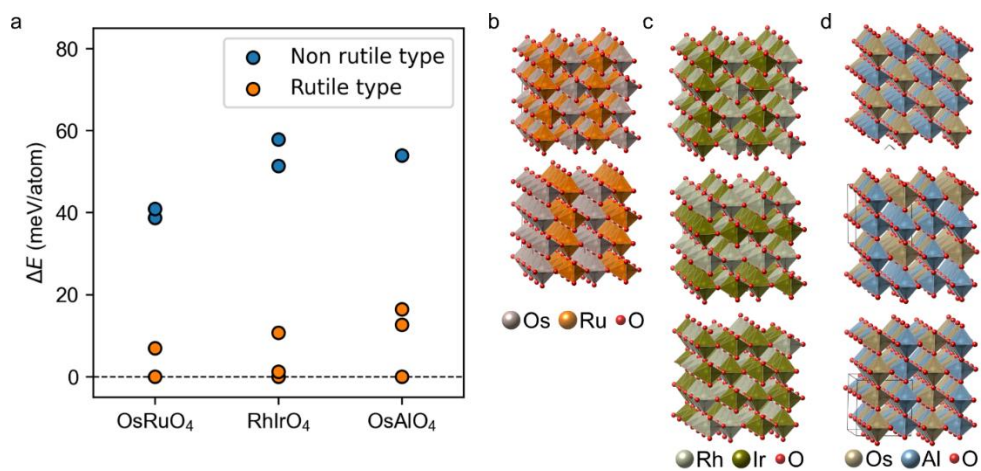 a
b
c
d
80
60
40
20
0
ΔE (meV/atom)
Non rutile type
Rutile type
OsRuO₄
RhIrO₄
OsAlO₄
Os Ru O
Rh Ir O
Os Al O